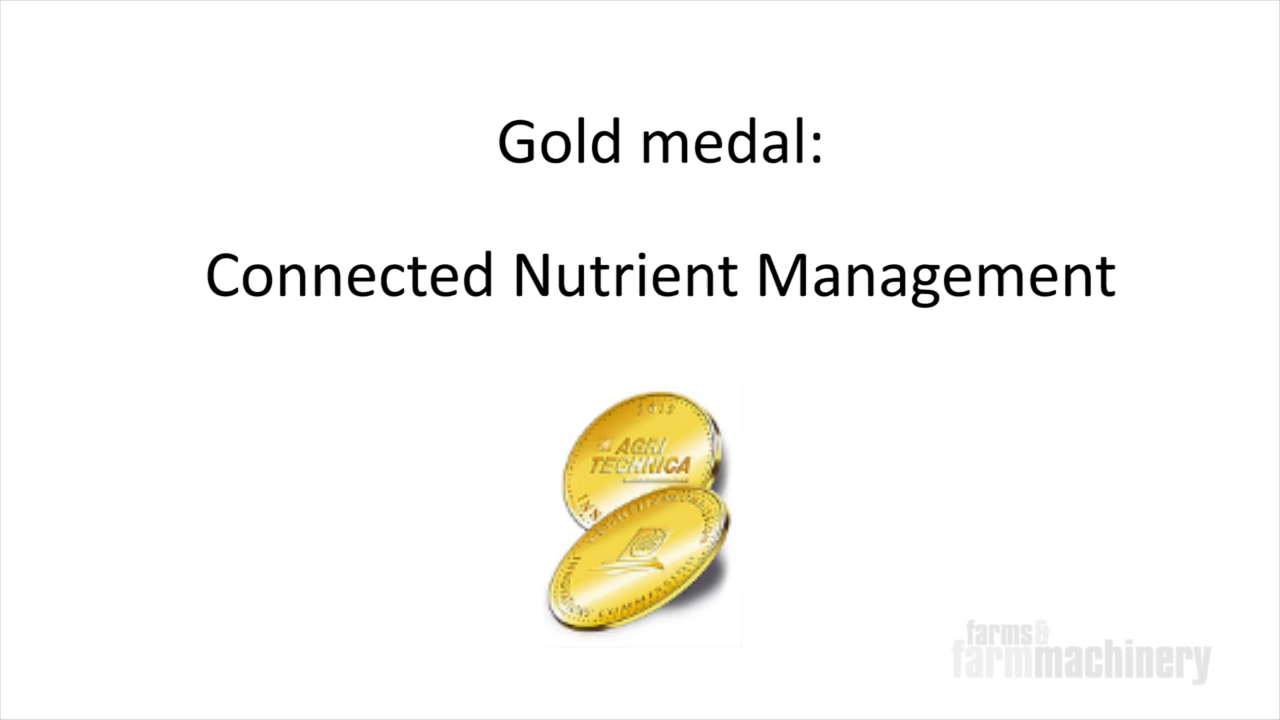 Gold medal:
Connected Nutrient Management
AGRI
TECHNICA
farms&
farmmachinery